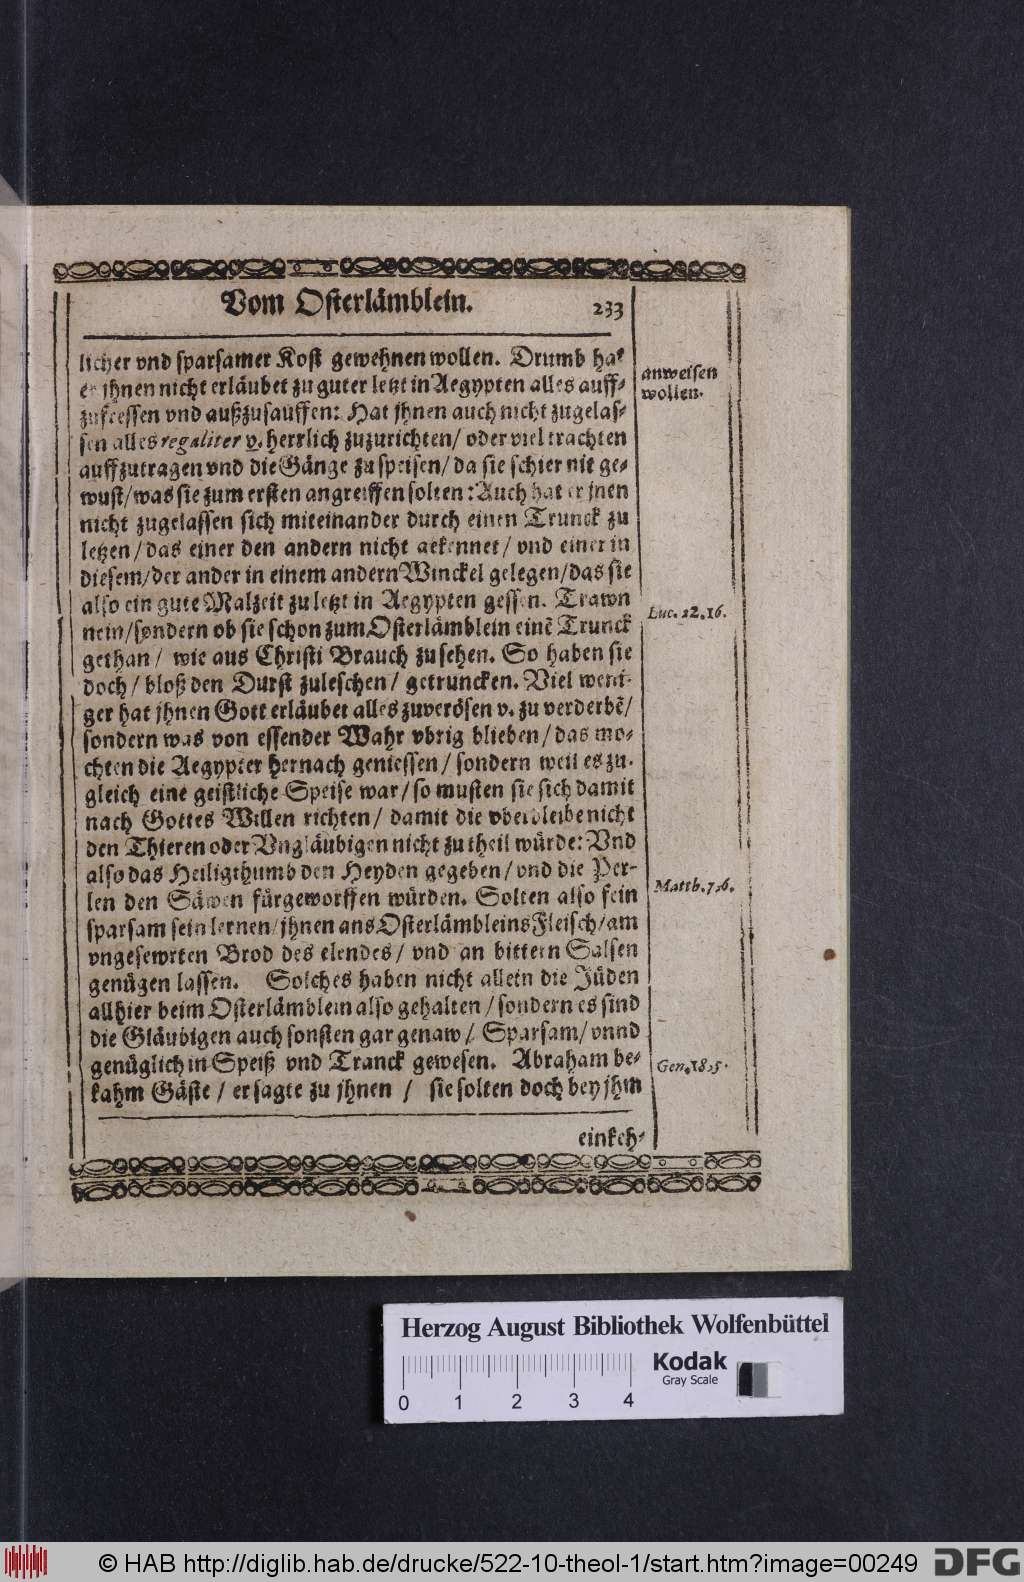 Vom Osterlämblein. 233
licher vnd sparsamer Kost gewehnen wollen. Drumb hat
er jhnen nicht erläubet zu guter letzt in Aegypten alles auff-
zufressen vnd außzusauffen: Hat jhnen auch nicht zugelas-
sen alles regaliter v. herrlich zuzurichten/ oder viel trachten
auffzutragen vnd die Gänge zu speisen/ da sie schier nit ge-
wust/ was sie zum ersten angreiffen solten: Auch hat er jnen
nicht zugelassen sich miteinander durch einen Trunck zu
letzen/ das einer den andern nicht gekennet/ vnd einer in
diesem/ der ander in einem andern Winckel gelegen/ das sie
also ein gute Malzeit zu letzt in Aegypten gessen. Trawn
nein/ sondern ob sie schon zum Osterlämblein einē Trunck
gethan/ wie aus Christi Brauch zu sehen. So haben sie
doch/ bloß den Durst zuleschen/ getruncken. Viel weni-
ger hat jhnen Gott erläubet alles zuverösen v. zu verderbē/
sondern was von essender Wahr vbrig blieben/ das mo-
chten die Aegypter hernach geniessen/ sondern weil es zu-
gleich eine geistliche Speise war/ so musten sie sich damit
nach Gottes Willen richten/ damit die vberbleibe nicht
den Thieren oder Vngläubigen nicht zu theil würde: Vnd
also das Heiligthumb den Heyden gegeben/ vnd die Per-
len den Säwen fürgeworffen würden. Solten also fein
sparsam sein lernen/ jhnen ans Osterlämbleins Fleisch/ am
vngesewrten Brod des elendes/ vnd an bittern Salsen
genügen lassen. Solches haben nicht allein die Jüden
allhier beim Osterlämblein also gehalten/ sondern es sind
die Gläubigen auch sonsten gar genaw/ Sparsam/ vnnd
genüglich in Speiß vnd Tranck gewesen. Abraham be-
kahm Gäste/ er sagte zu jhnen/ sie solten doch bey jhm
einkeh-
anweisen
wollen.
Luc. 22.16.
Matth. 7.6.
Gen. 18.5.
Herzog August Bibliothek Wolfenbüttel
Kodak
Gray Scale
0 1 2 3 4
© HAB http://diglib.hab.de/drucke/522-10-theol-1/start.htm?image=00249
DFG